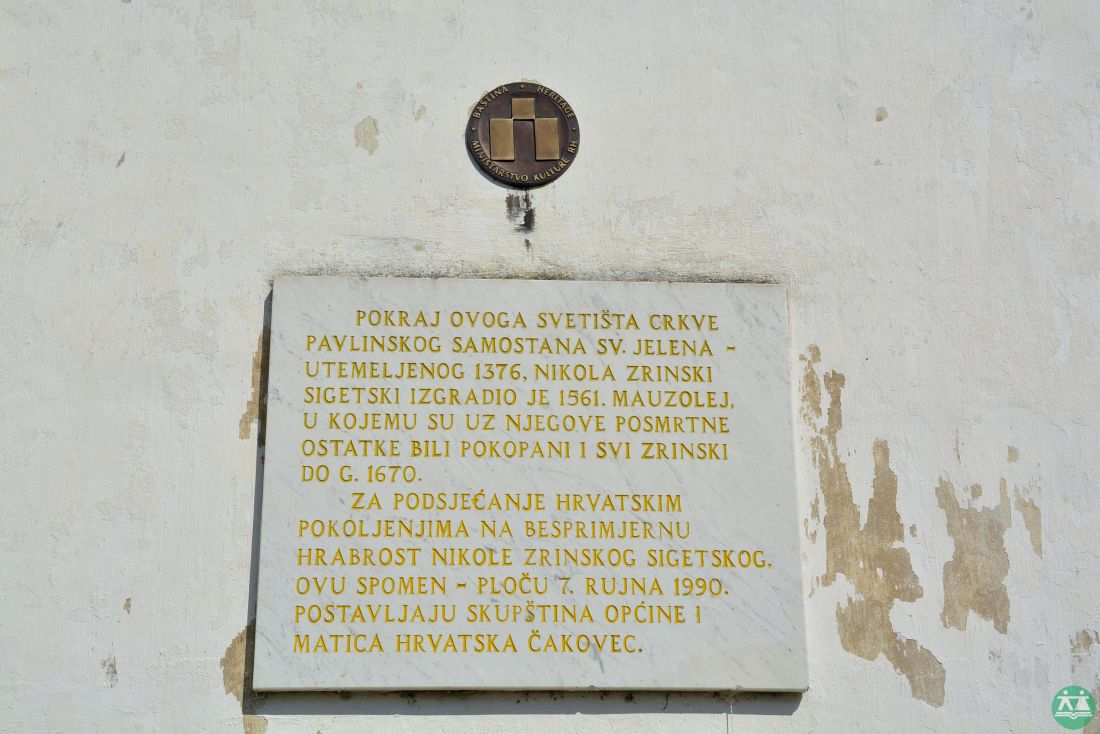 BAŠTINA • HERITAGE
• MINISTARSTVO KULTURE RH •
POKRAJ OVOGA SVETIŠTA CRKVE
PAVLINSKOG SAMOSTANA SV. JELENA -
UTEMELJENOG 1376, NIKOLA ZRINSKI
SIGETSKI IZGRADIO JE 1561. MAUZOLEJ,
U KOJEMU SU UZ NJEGOVE POSMRTNE
OSTATKE BILI POKOPANI I SVI ZRINSKI
DO G. 1670.
ZA PODSJEĆANJE HRVATSKIM
POKOLJENJIMA NA BESPRIMJERNU
HRABROST NIKOLE ZRINSKOG SIGETSKOG,
OVU SPOMEN - PLOČU 7. RUJNA 1990.
POSTAVLJAJU SKUPŠTINA OPĆINE I
MATICA HRVATSKA ČAKOVEC.